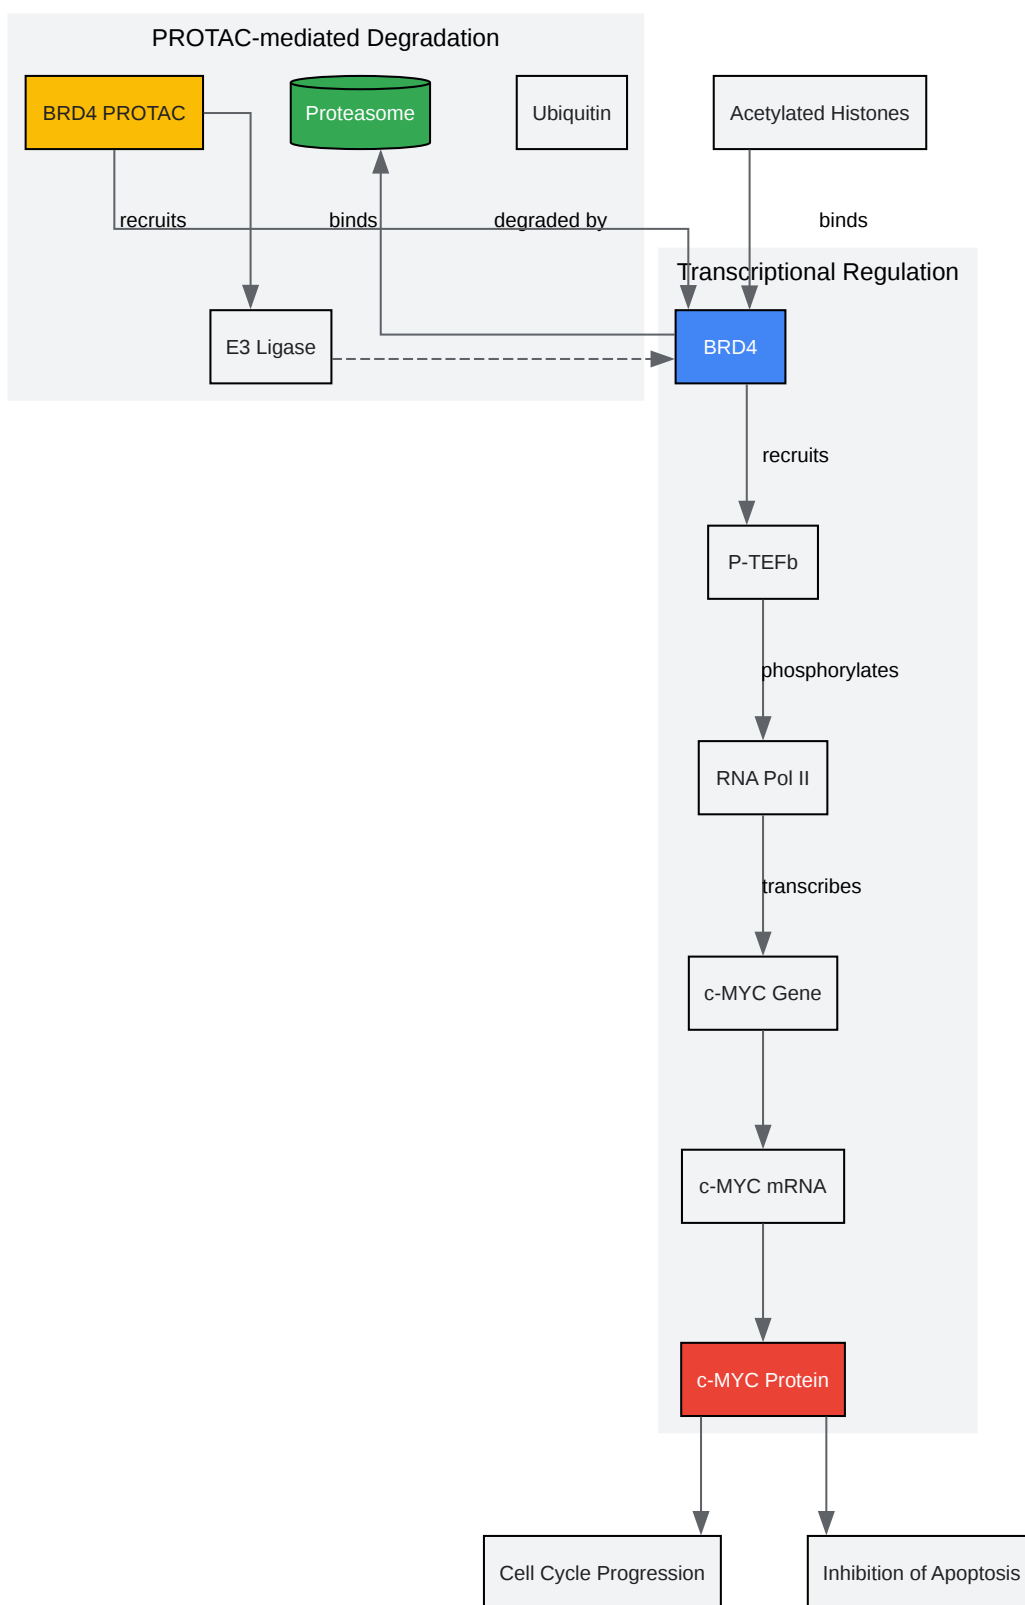 PROTAC-mediated Degradation
BRD4 PROTAC
Proteasome
Ubiquitin
Acetylated Histones
recruits
binds
degraded by
binds
Transcriptional Regulation
E3 Ligase
BRD4
recruits
P-TEFb
phosphorylates
RNA Pol II
transcribes
c-MYC Gene
c-MYC mRNA
c-MYC Protein
Cell Cycle Progression
Inhibition of Apoptosis